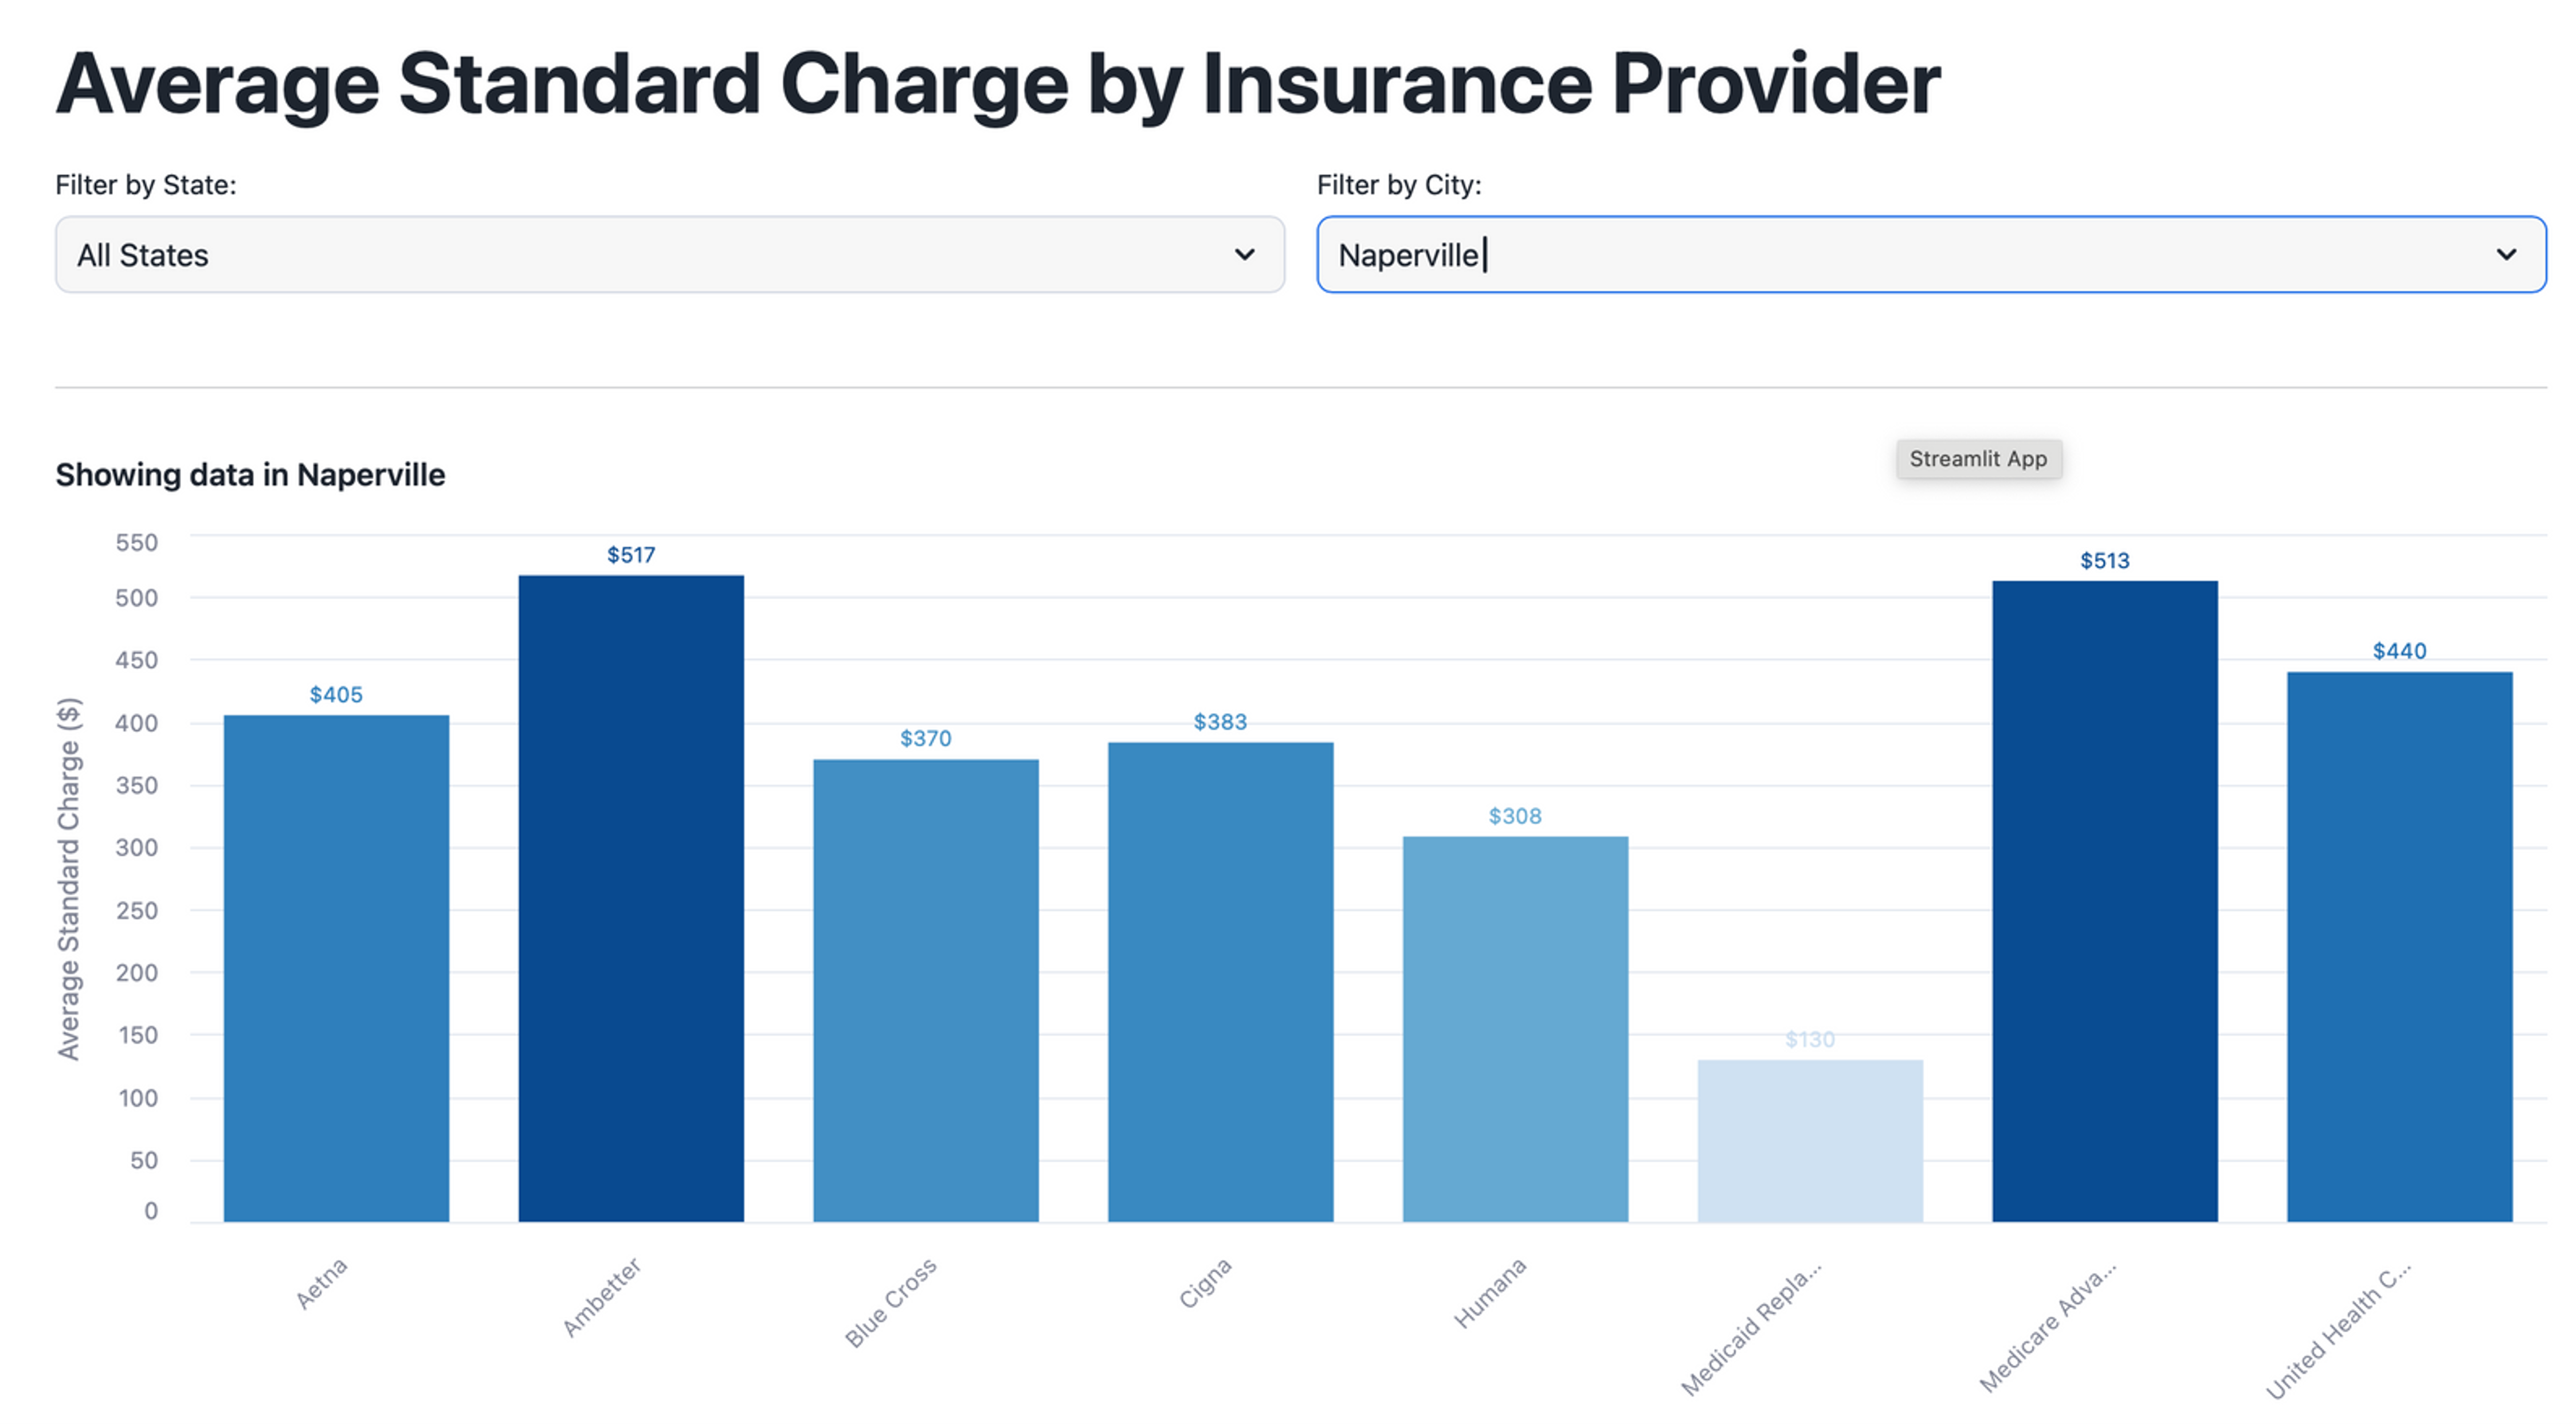 Average Standard Charge by Insurance Provider
Filter by State:
Filter by City:
All States
Naperville
Streamlit App
Showing data in Naperville
Average Standard Charge ($)
550
500
450
400
350
300
250
200
150
100
50
0
$405
$517
$370
$383
$308
$130
$513
$440
Aetna
Ambetter
Blue Cross
Cigna
Humana
Medicaid Repla...
Medicare Adva...
United Health C...